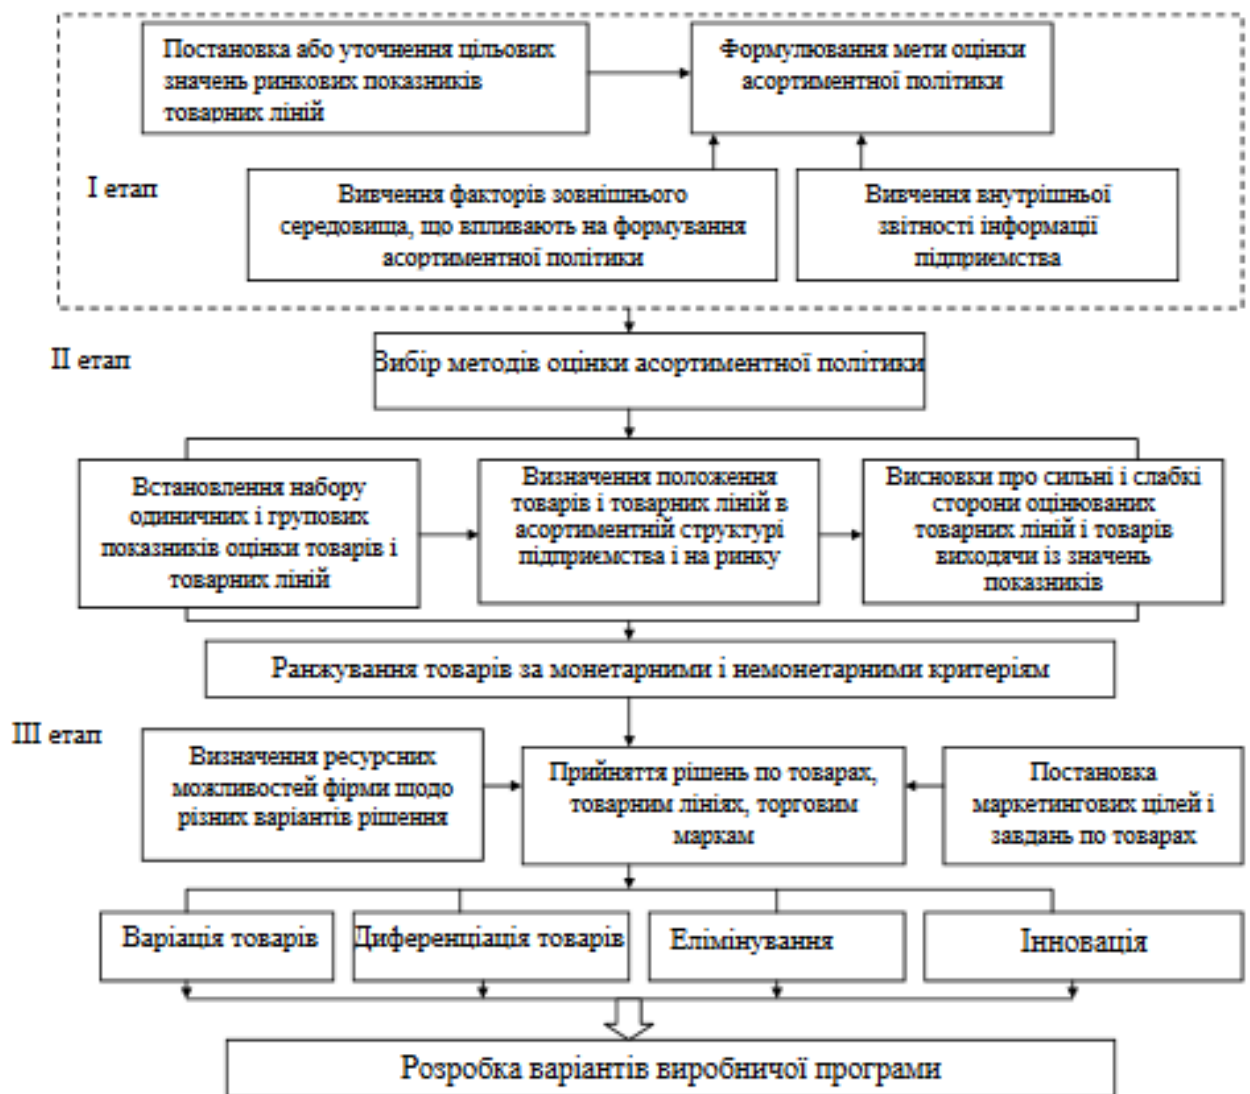 Постановка або уточнення цільових
значень ринкових показників
товарних ліній
Формулювання мети оцінки
асортиментної політики
І етап
Вивчення факторів зовнішнього
середовища, що впливають на формування
асортиментної політики
Вивчення внутрішньої
звітності інформації
підприємства
ІІ етап
Вибір методів оцінки асортиментної політики
Встановлення набору
одиничних і групових
показників оцінки товарів і
товарних ліній
Визначення положення
товарів і товарних ліній в
асортиментній структурі
підприємства і на ринку
Висновки про сильні і слабкі
сторони оцінюваних
товарних ліній і товарів
виходячи із значень
показників
Ранжування товарів за монетарними і немонетарними критеріям
ІІІ етап
Визначення ресурсних
можливостей фірми щодо
різних варіантів рішення
Прийняття рішень по товарах,
товарним лініях, торговим
маркам
Постановка
маркетингових цілей і
завдань по товарах
Варіація товарів
Диференціація товарів
Елімінування
Інновація
Розробка варіантів виробничої програми